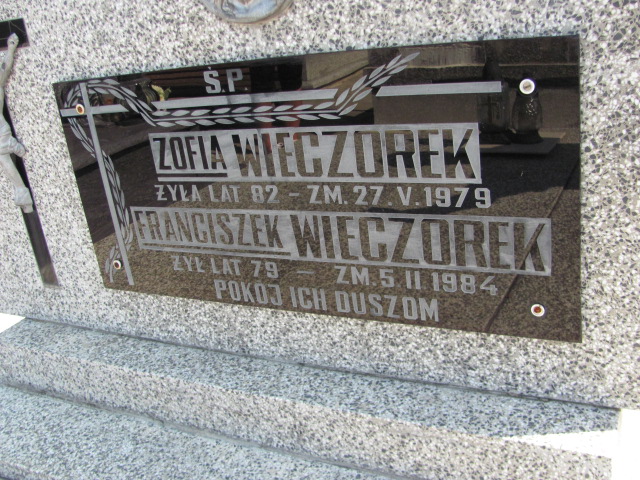 Ś.P
ZOFIA WIECZOREK
ŻYŁA LAT 82 - ZM. 27.V.1979
FRANCISZEK WIECZOREK
ŻYŁ LAT 79 - ZM.5 II 1984
POKÓJ ICH DUSZOM